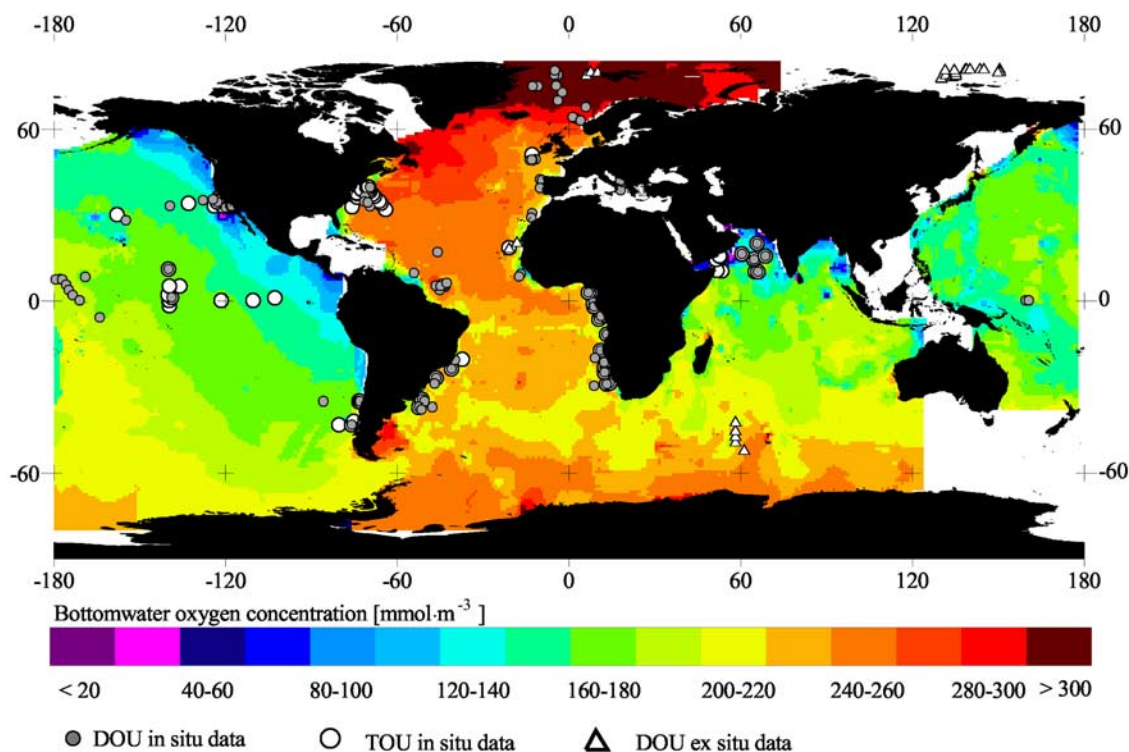 -180 -120 -60 0 60 120 180
60 60
0 0
-60 -60
-180 -120 -60 0 60 120 180
Bottomwater oxygen concentration [mmol·m⁻³ ]
< 20 40-60 80-100 120-140 160-180 200-220 240-260 280-300 > 300
DOU in situ data TOU in situ data DOU ex situ data